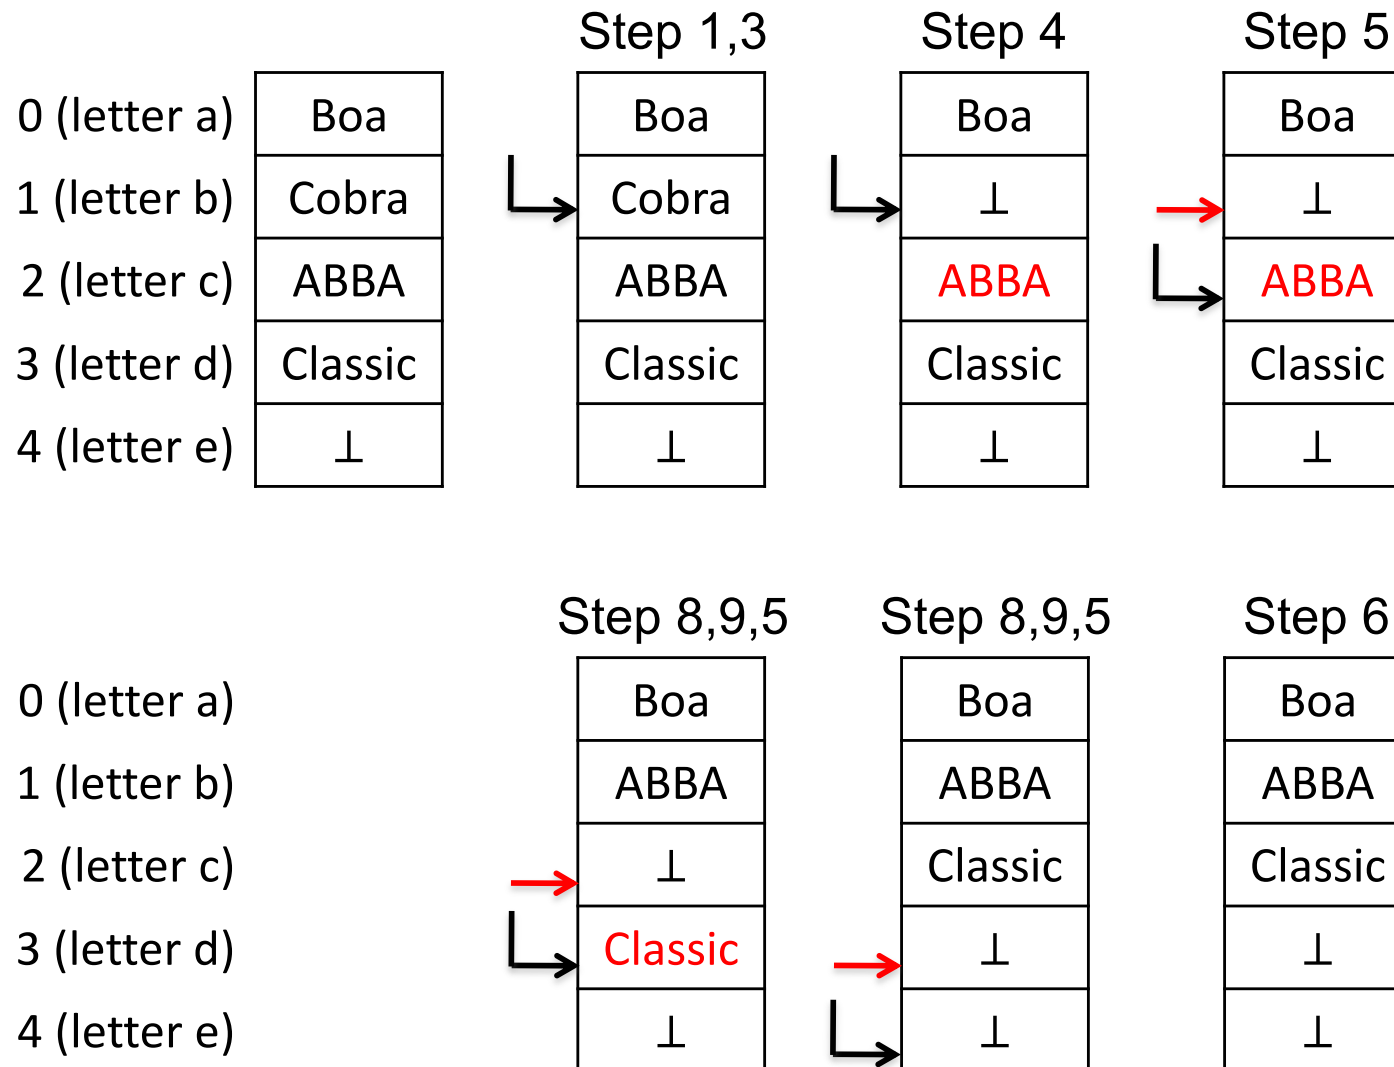 Step 1,3 Step 4 Step 5
0 (letter a) Boa Boa Boa Boa
1 (letter b) Cobra Cobra ⊥ ⊥
2 (letter c) ABBA ABBA ABBA ABBA
3 (letter d) Classic Classic Classic Classic
4 (letter e) ⊥ ⊥ ⊥ ⊥
Step 8,9,5 Step 8,9,5 Step 6
0 (letter a) Boa Boa Boa
1 (letter b) ABBA ABBA ABBA
2 (letter c) ⊥ Classic Classic
3 (letter d) Classic ⊥ ⊥
4 (letter e) ⊥ ⊥ ⊥